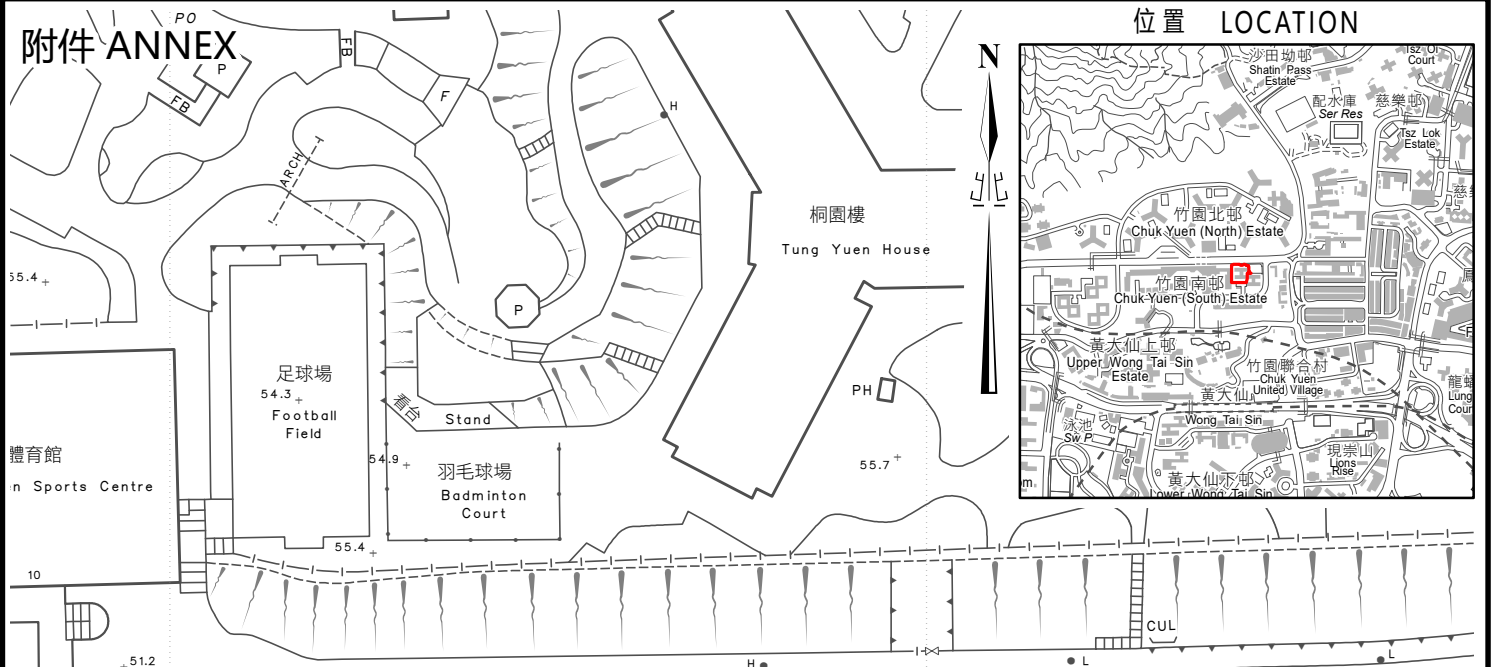 附件 ANNEX
PO
P
FB
FB
F
H
ARCH
桐園樓
Tung Yuen House
55.4
P
足球場
54.3
Football
Field
看台
Stand
PH
54.9
羽毛球場
Badminton
Court
55.7
體育館
n Sports Centre
55.4
10
51.2
CUL
H
L
L
N
位置 LOCATION
沙田坳邨
Shatin Pass
Estate
Tsz Oi
Court
配水庫
Ser Res
慈樂邨
Tsz Lok
Estate
竹園北邨
Chuk Yuen (North) Estate
竹園南邨
Chuk Yuen (South) Estate
黃大仙上邨
Upper Wong Tai Sin
Estate
竹園聯合村
Chuk Yuen
United Village
黃大仙
Wong Tai Sin
泳池
Sw P
現崇山
Lions
Rise
龍蟠
Lung
Cour
黃大仙下邨
Lower Wong Tai Sin
om